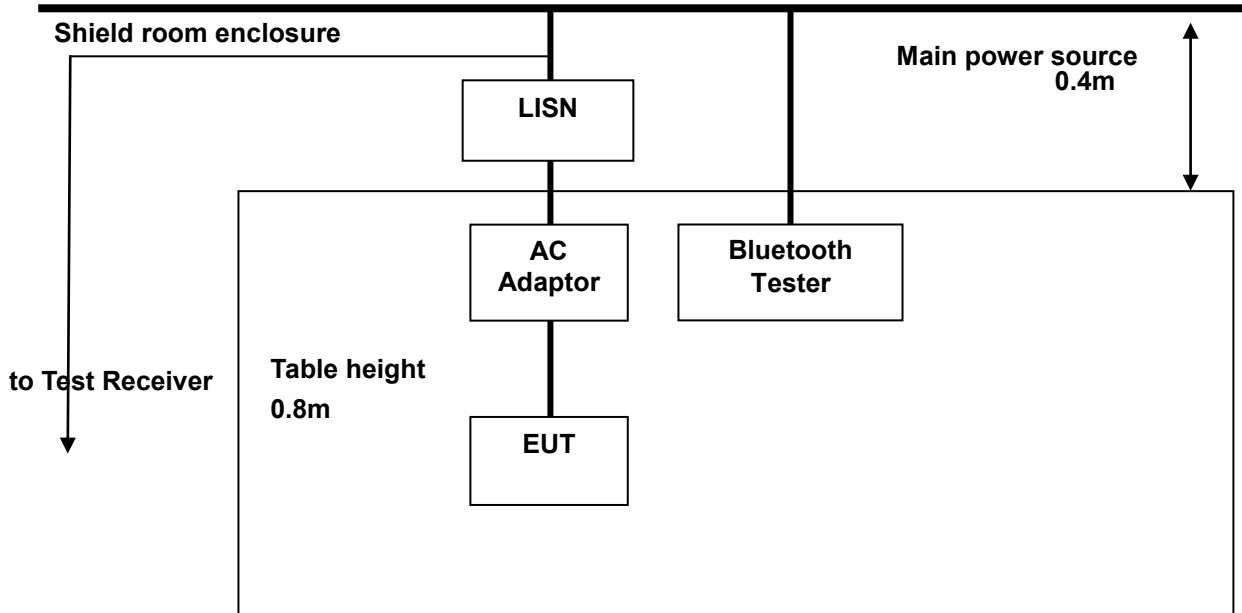 Shield room enclosure
Main power source
0.4m
LISN
AC
Adaptor
Bluetooth
Tester
Table height
0.8m
to Test Receiver
EUT